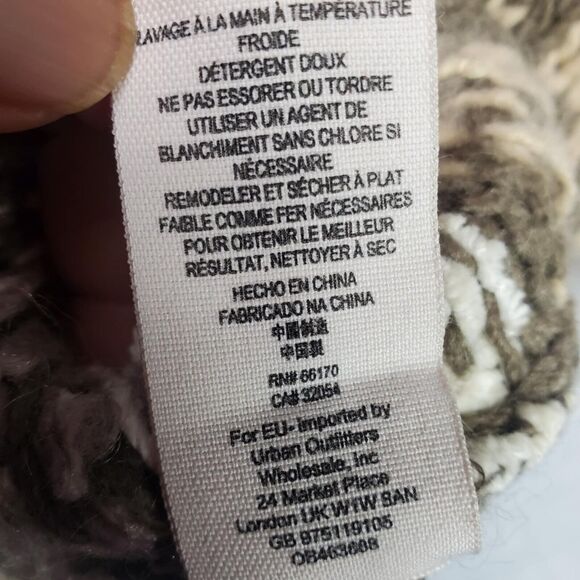 LAVAGE À LA MAIN À TEMPÉRATURE
FROIDE
DÉTERGENT DOUX
NE PAS ESSORER OU TORDRE
UTILISER UN AGENT DE
BLANCHIMENT SANS CHLORE SI
NÉCESSAIRE
REMODELER ET SÉCHER À PLAT
FAIBLE COMME FER NÉCESSAIRES
POUR OBTENIR LE MEILLEUR
RÉSULTAT, NETTOYER À SEC
HECHO EN CHINA
FABRICADO NA CHINA
中國制造
中国製
RN# 66170
CA# 32054
For EU- imported by
Urban Outfitters
Wholesale, Inc
24 Market Place
London UK W1W 8AN
GB 975119105
OB463668